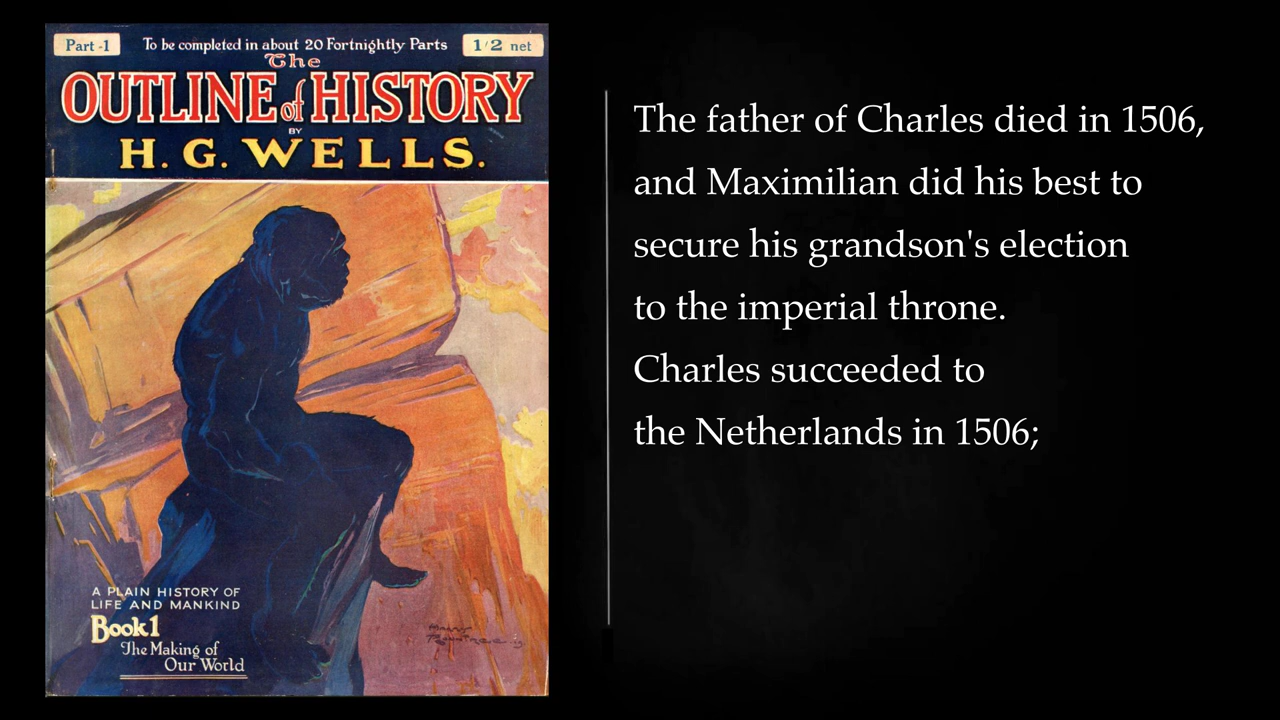 Part -1
To be completed in about 20 Fortnightly Parts
1/2 net
The
OUTLINE of HISTORY
BY
H. G. WELLS.
A PLAIN HISTORY OF
LIFE AND MANKIND
Book 1
The Making of
Our World
The father of Charles died in 1506,
and Maximilian did his best to
secure his grandson's election
to the imperial throne.
Charles succeeded to
the Netherlands in 1506;